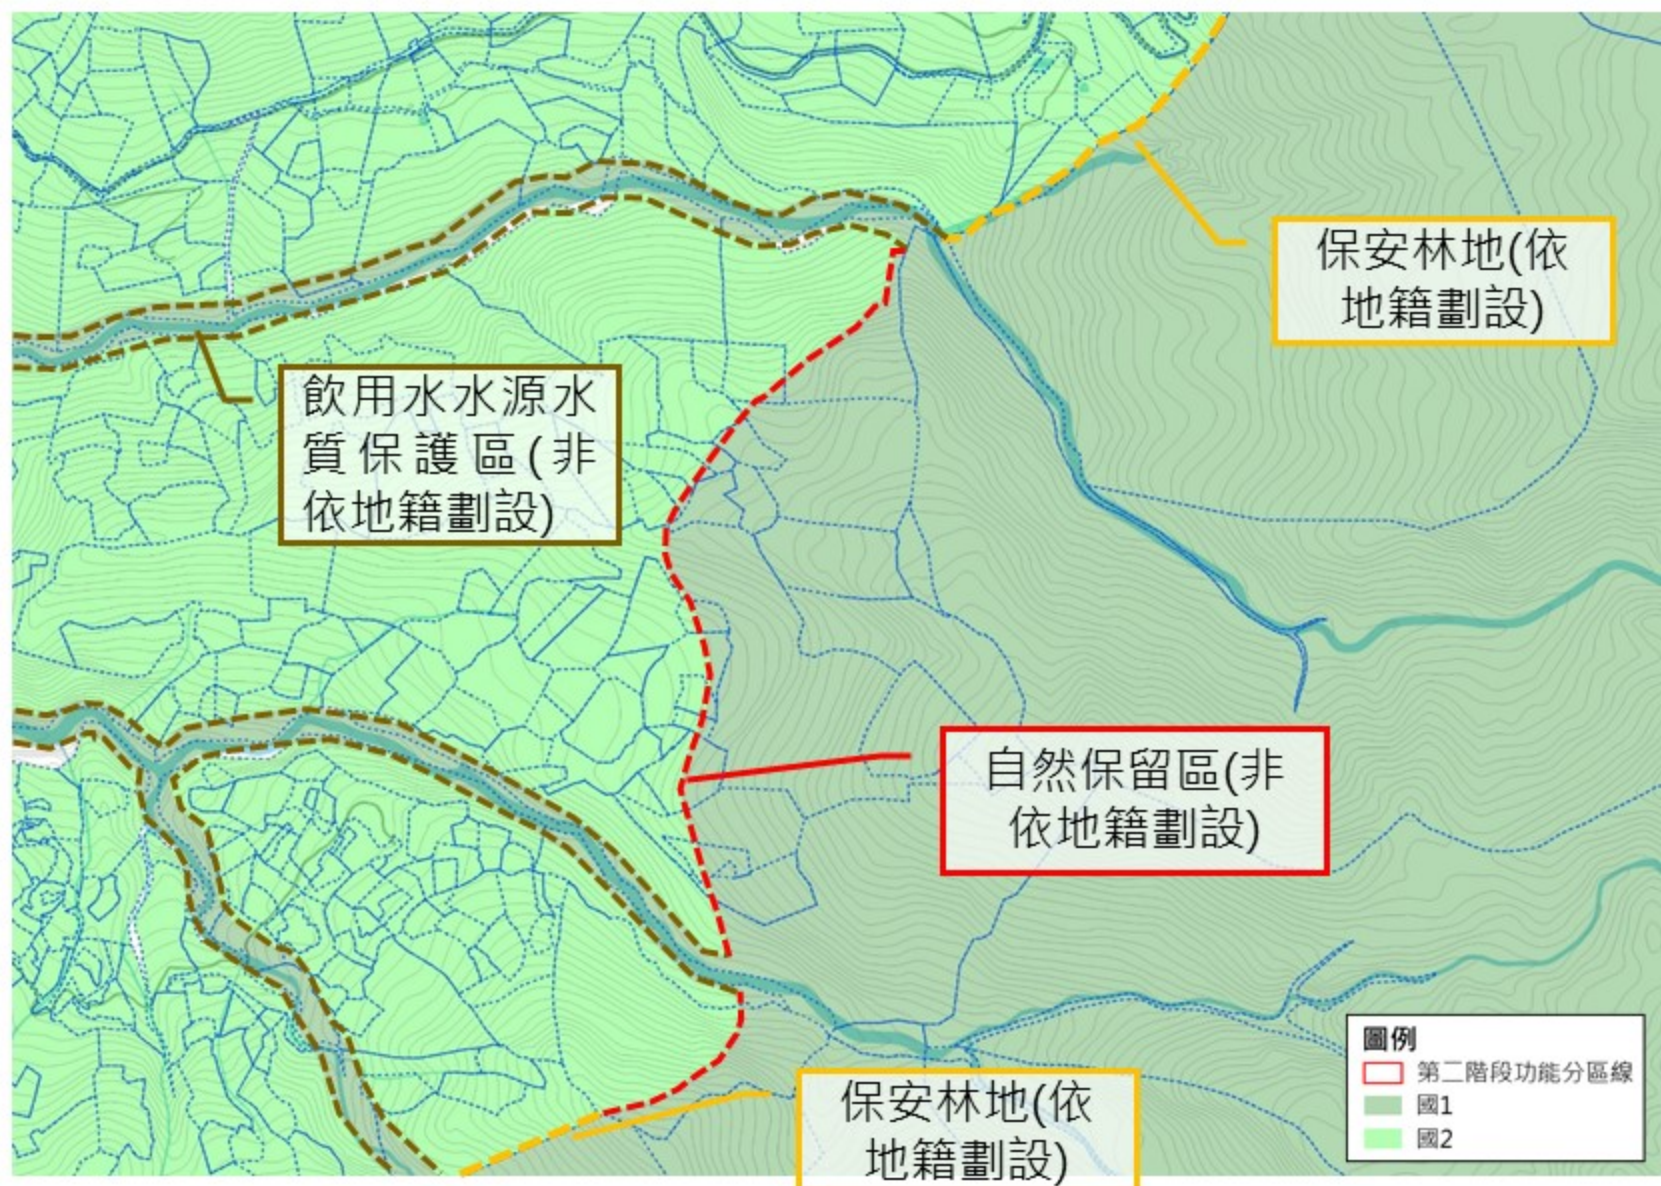 保安林地(依
地籍劃設)
飲用水水源水
質保護區(非
依地籍劃設)
自然保留區(非
依地籍劃設)
保安林地(依
地籍劃設)
圖例
第二階段功能分區線
國1
國2